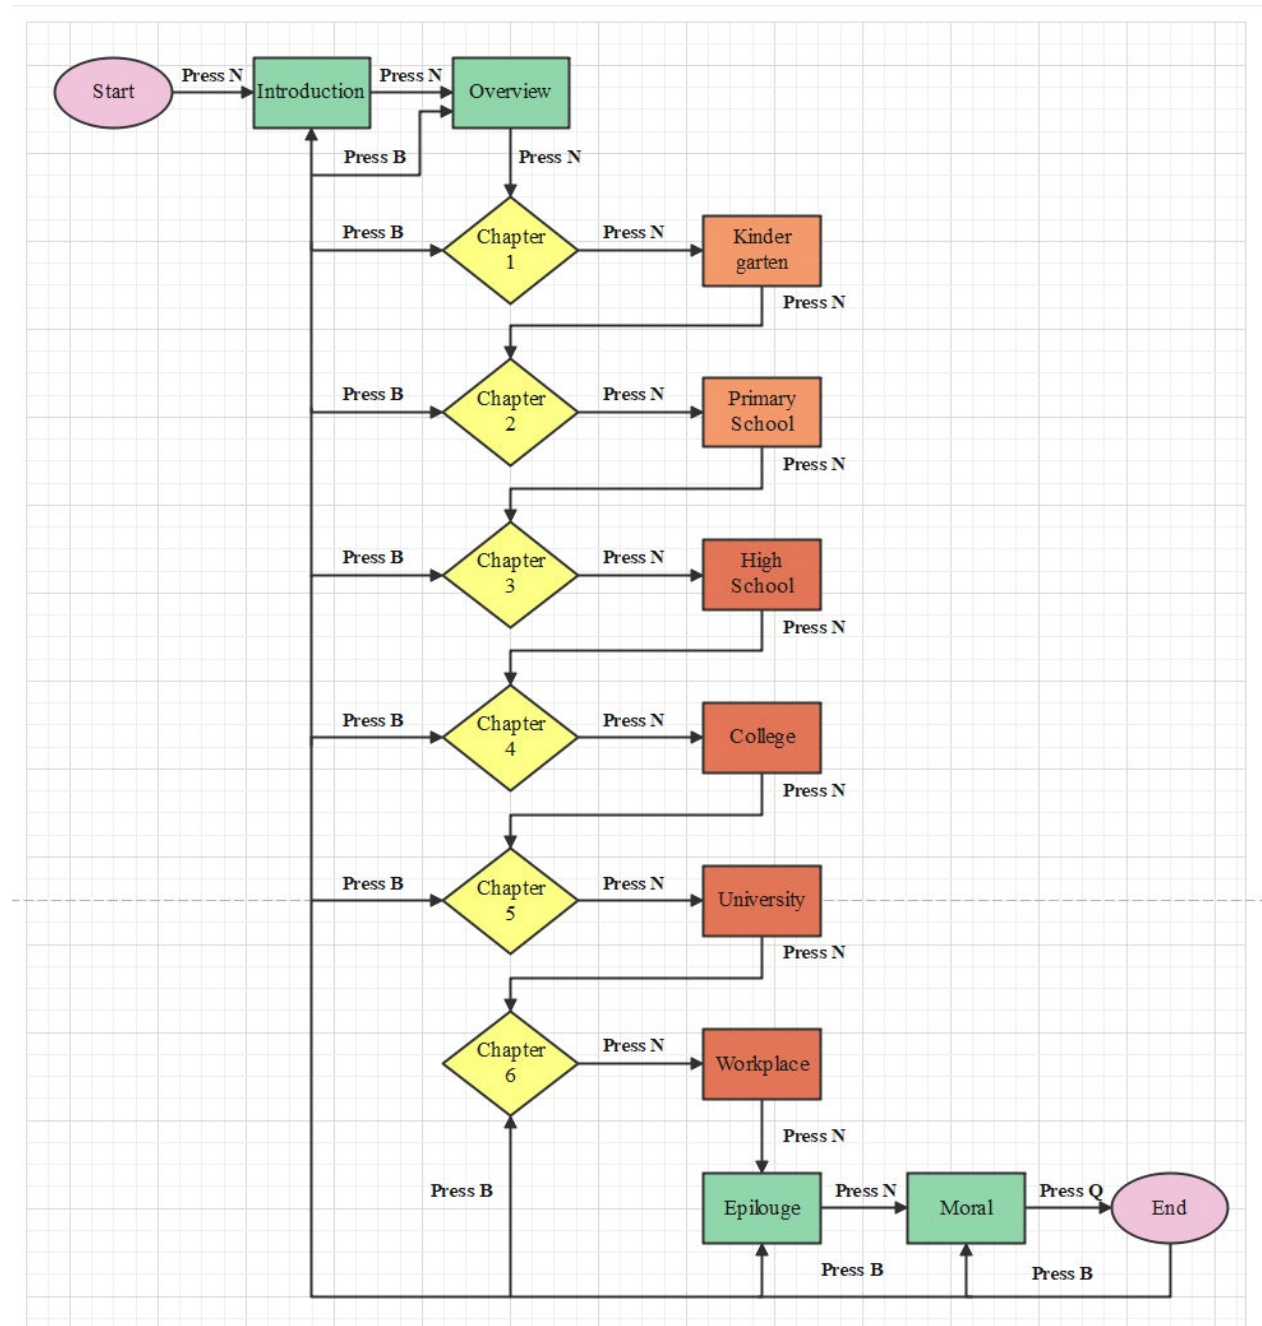 Start
Press N
Introduction
Press N
Overview
Press B
Press N
Press B
Chapter
1
Press N
Kinder
garten
Press N
Press B
Chapter
2
Press N
Primary
School
Press N
Press B
Chapter
3
Press N
High
School
Press N
Press B
Chapter
4
Press N
College
Press N
Press B
Chapter
5
Press N
University
Press N
Chapter
6
Press N
Workplace
Press N
Press B
Epilouge
Press N
Moral
Press Q
End
Press B
Press B